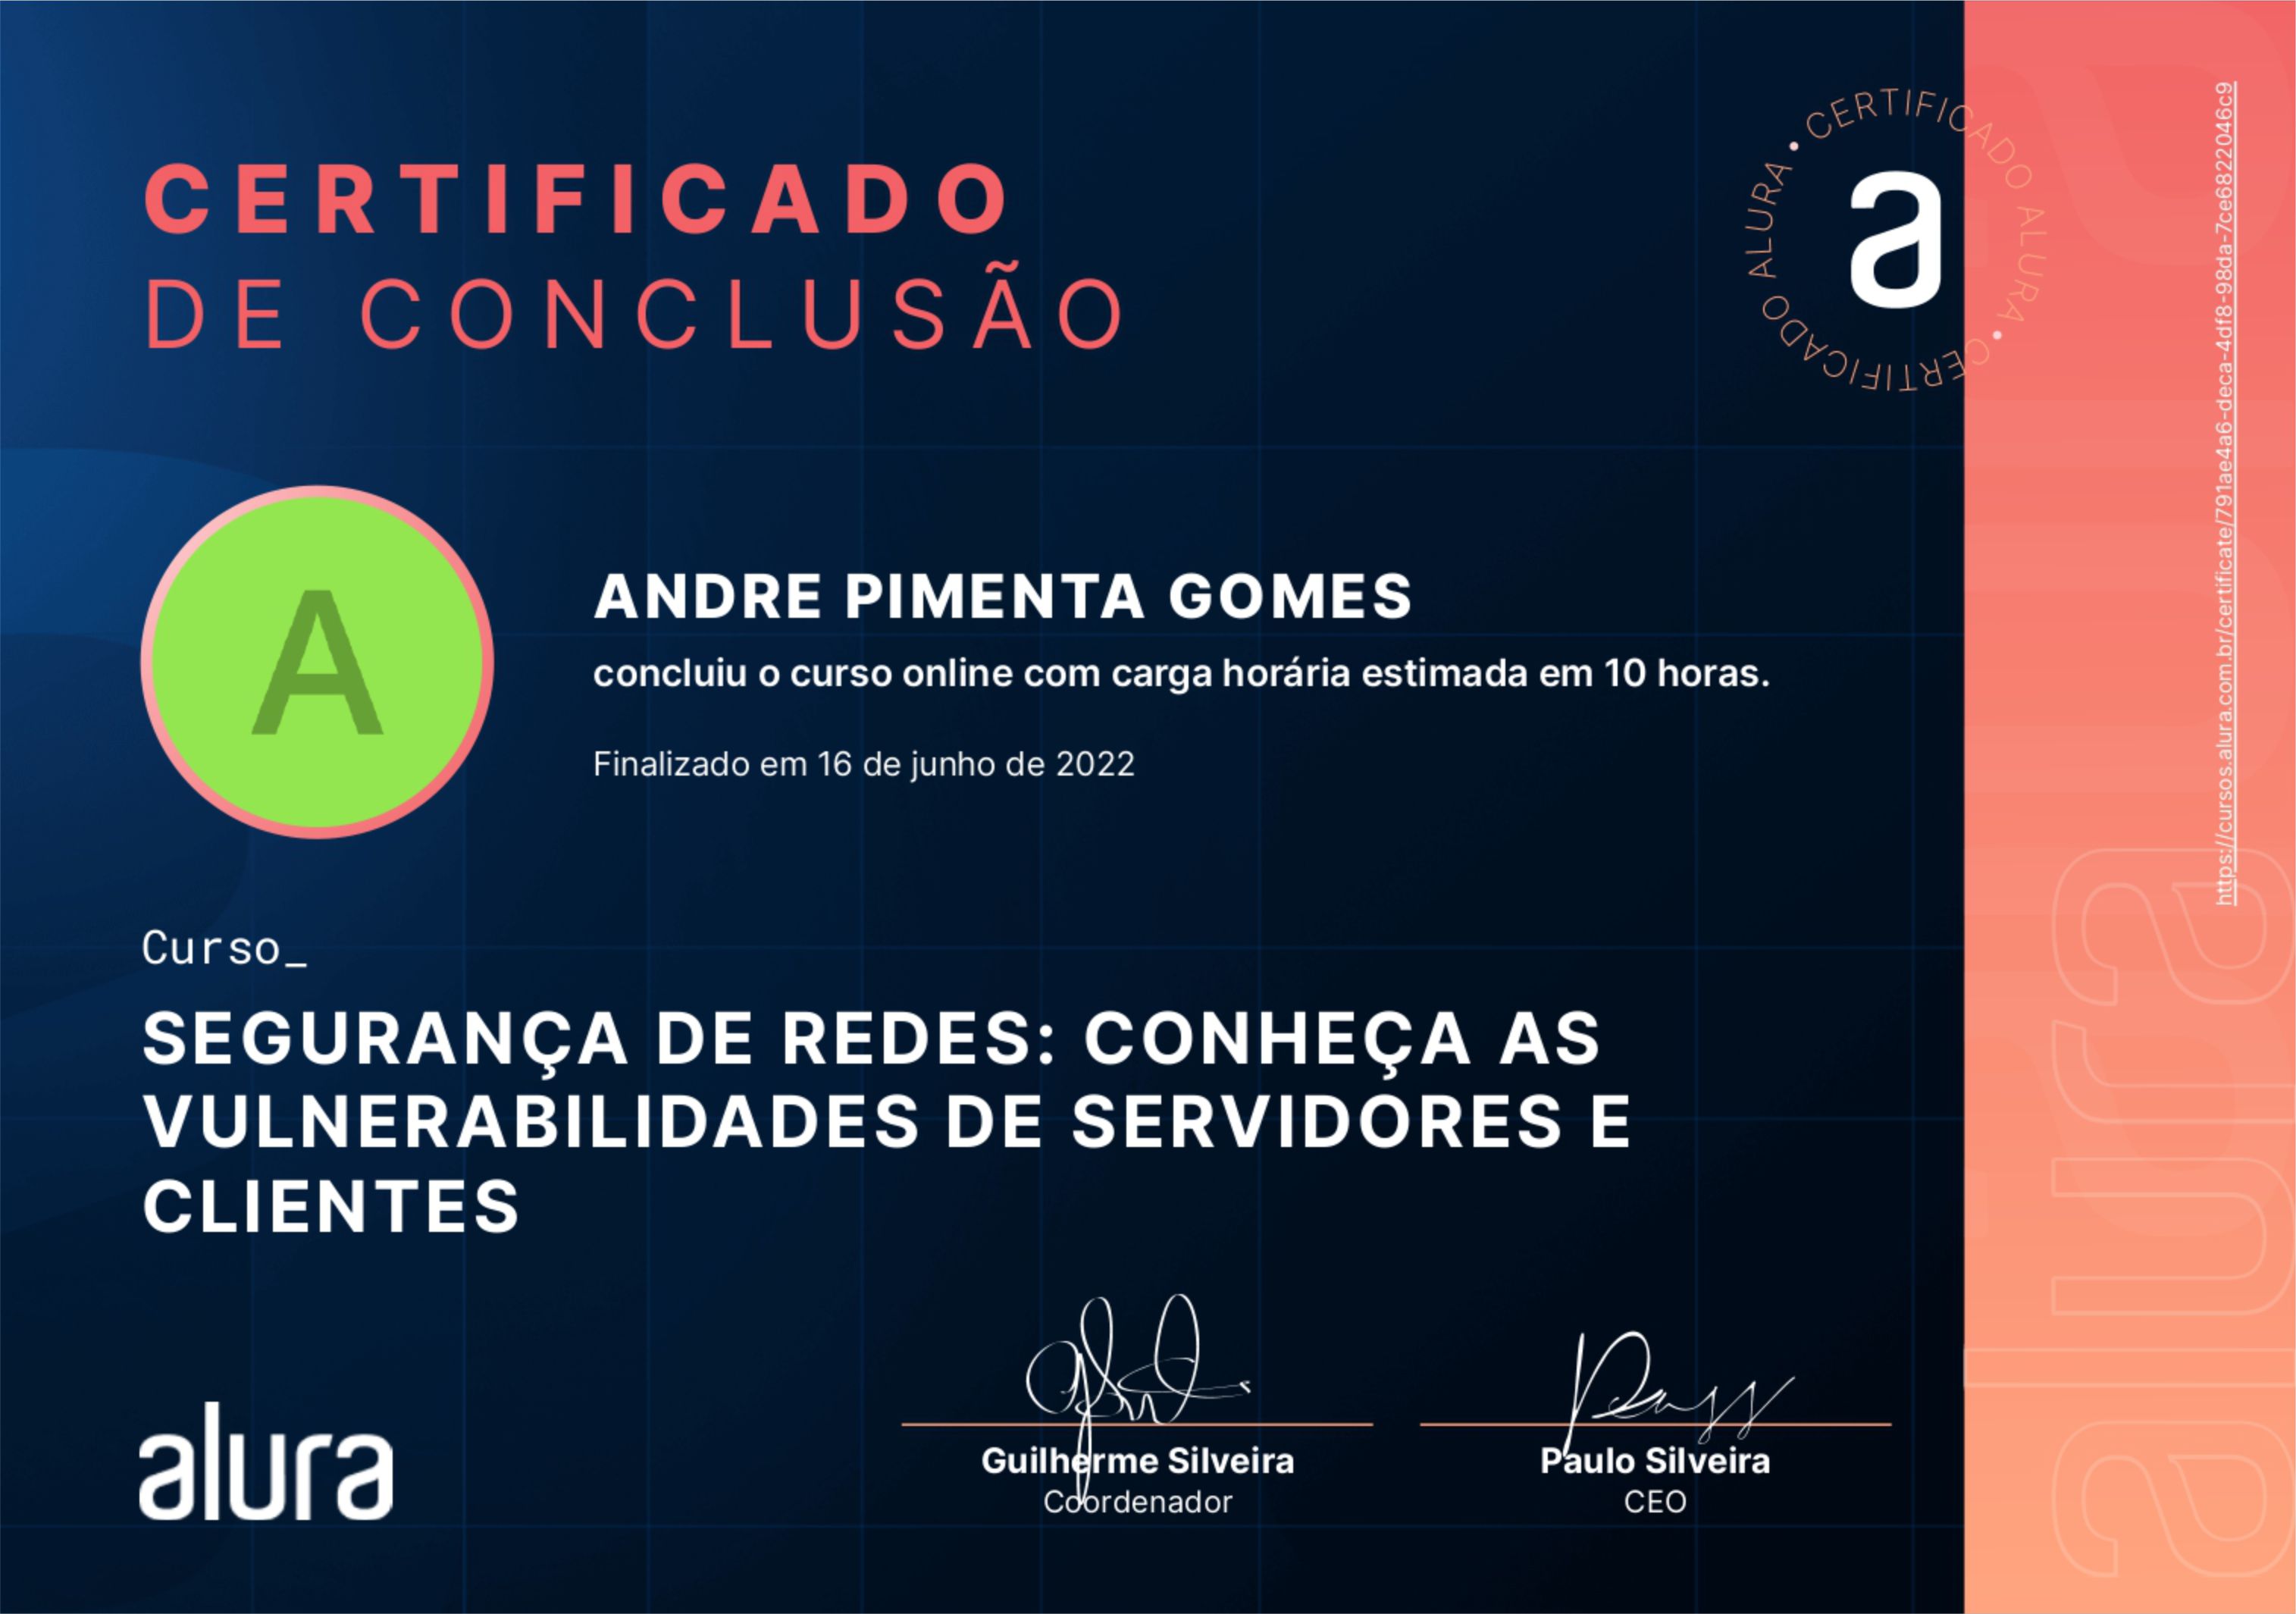 CERTIFICADO
DE CONCLUSÃO
CERTIFICADO ALURA • CERTIFICADO ALURA •
a
A
ANDRE PIMENTA GOMES
concluiu o curso online com carga horária estimada em 10 horas.
Finalizado em 16 de junho de 2022
Curso_
SEGURANÇA DE REDES: CONHEÇA AS
VULNERABILIDADES DE SERVIDORES E
CLIENTES
alura
Guilherme Silveira
Coordenador
Paulo Silveira
CEO
https://cursos.alura.com.br/certificate/791ae4a6-deca-4df8-98da-7ce6822046c9
alura